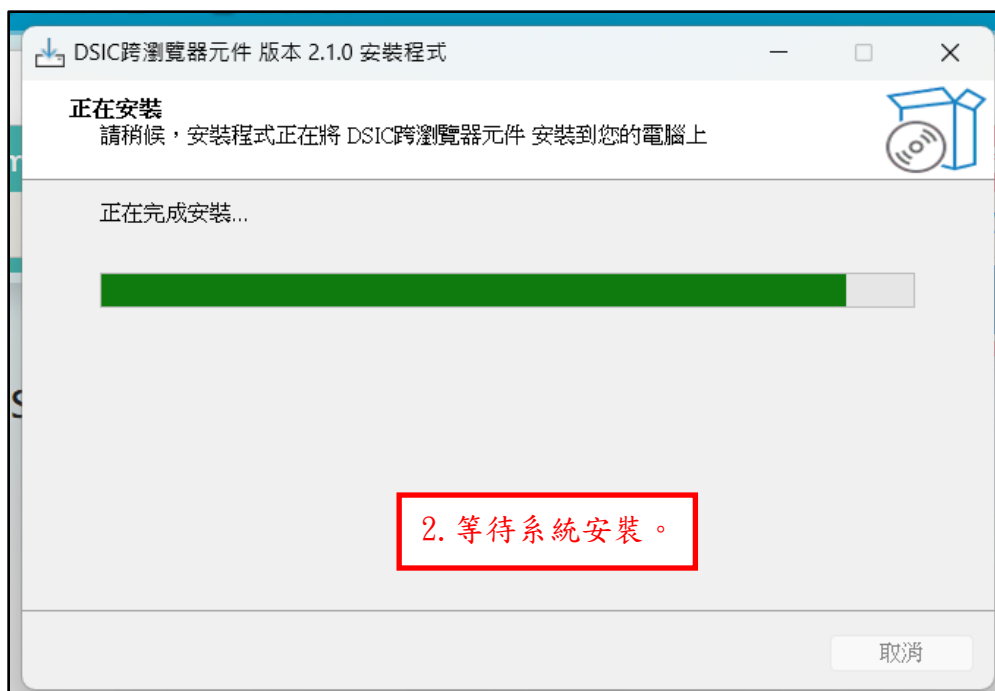 DSIC跨瀏覽器元件 版本 2.1.0 安裝程式
正在安裝
請稍候，安裝程式正在將 DSIC跨瀏覽器元件 安裝到您的電腦上
正在完成安裝...
2.等待系統安裝。
取消